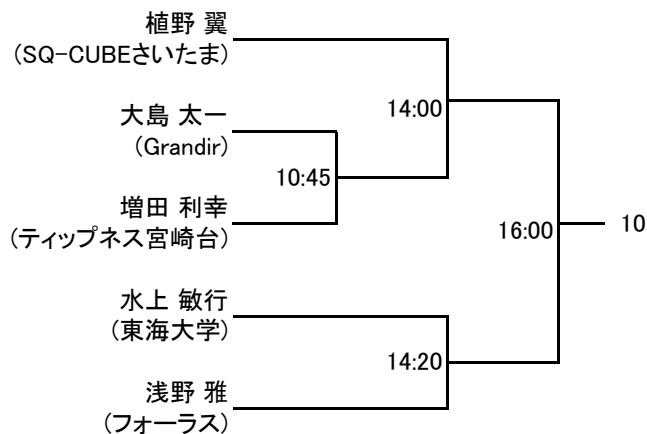 植野 翼
(SQ-CUBEさいたま)
14:00
大島 太一
(Grandir)
10:45
増田 利幸
(ティップネス宮崎台)
16:00
10
水上 敏行
(東海大学)
14:20
浅野 雅
(フォーラス)